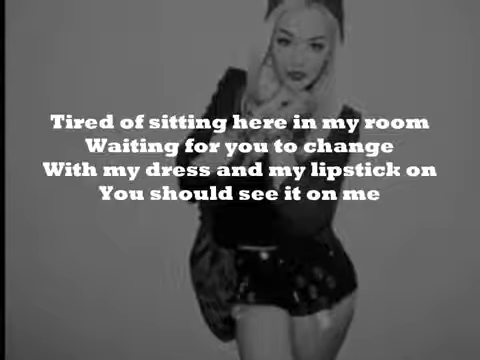 Tired of sitting here in my room
Waiting for you to change
With my dress and my lipstick on
You should see it on me